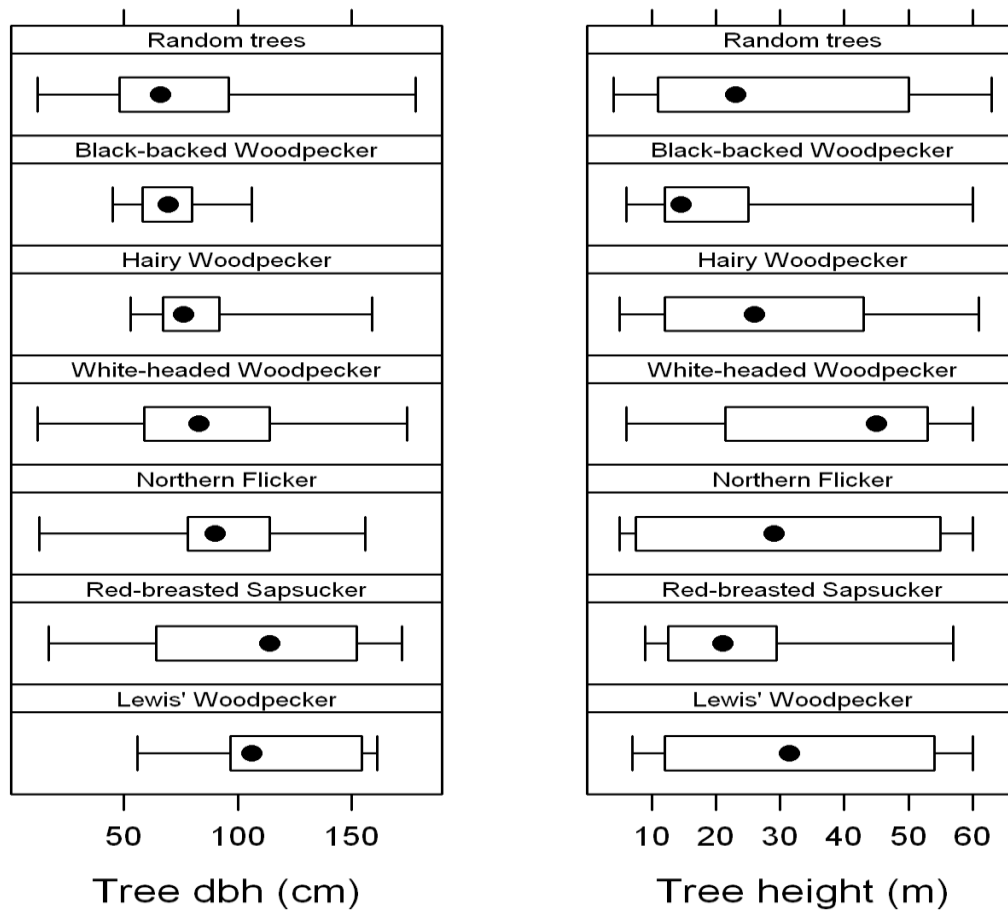 Random trees
Black-backed Woodpecker
Hairy Woodpecker
White-headed Woodpecker
Northern Flicker
Red-breasted Sapsucker
Lewis' Woodpecker
50 100 150
Tree dbh (cm)
Random trees
Black-backed Woodpecker
Hairy Woodpecker
White-headed Woodpecker
Northern Flicker
Red-breasted Sapsucker
Lewis' Woodpecker
10 20 30 40 50 60
Tree height (m)